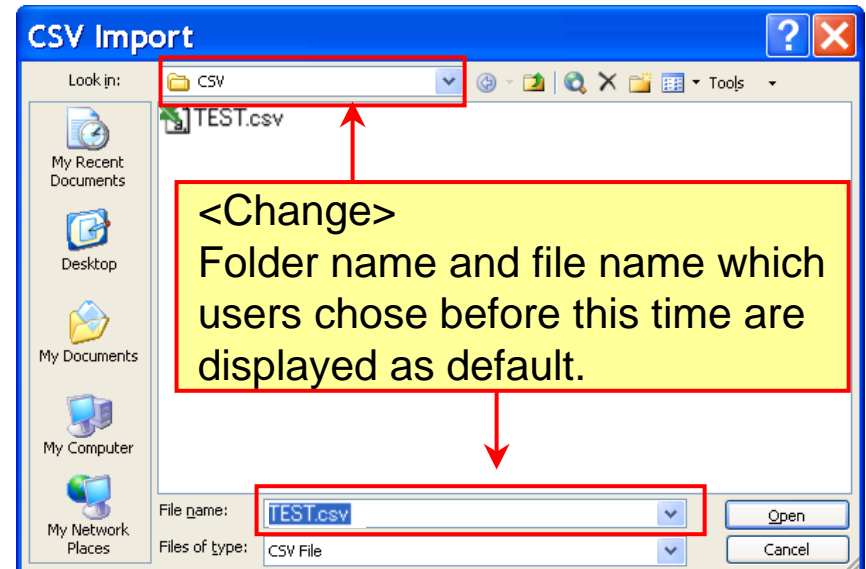 CSV Import
Look in:
CSV
Tools
TEST.csv
My Recent
Documents
Desktop
My Documents
My Computer
My Network
Places
<Change>
Folder name and file name which
users chose before this time are
displayed as default.
File name:
TEST.csv
Open
Files of type:
CSV File
Cancel